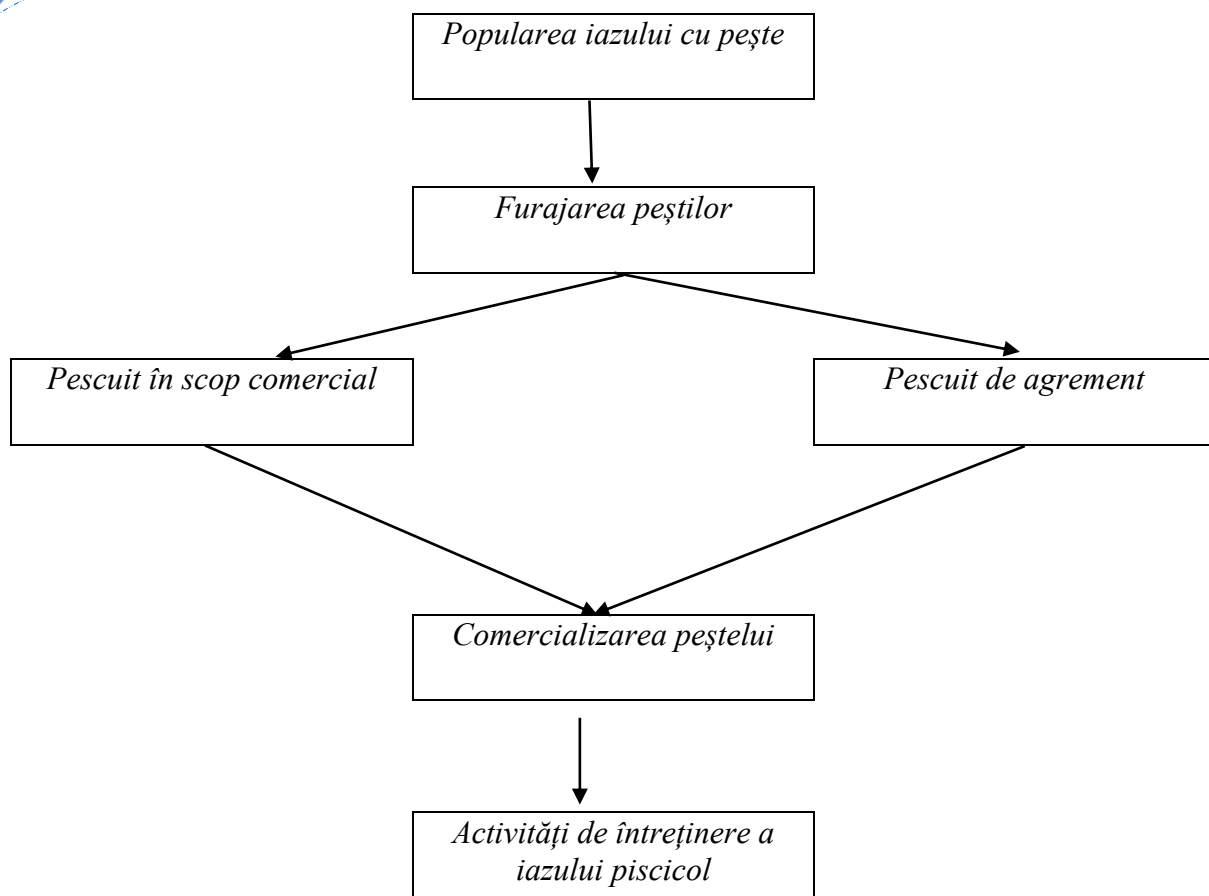 Popularea iazului cu pește
Furajarea peștilor
Pescuit în scop comercial
Pescuit de agrement
Comercializarea peștelui
Activități de întreținere a
iazului piscicol